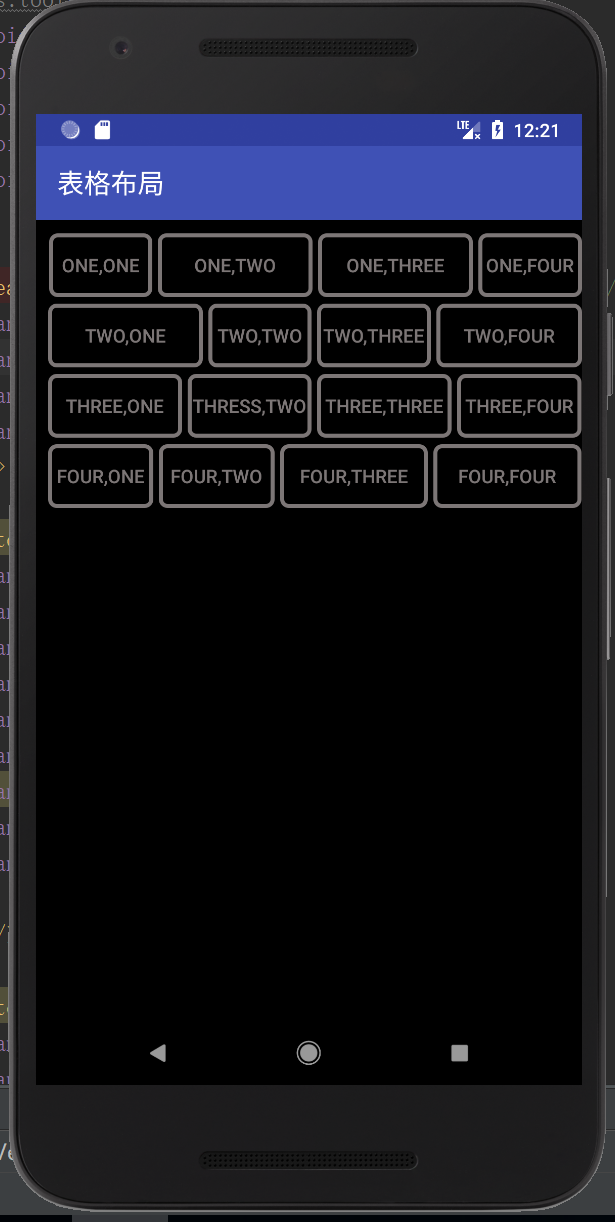 LTE 12:21
表格布局
ONE,ONE ONE,TWO ONE,THREE ONE,FOUR
TWO,ONE TWO,TWO TWO,THREE TWO,FOUR
THREE,ONE THRESS,TWO THREE,THREE THREE,FOUR
FOUR,ONE FOUR,TWO FOUR,THREE FOUR,FOUR